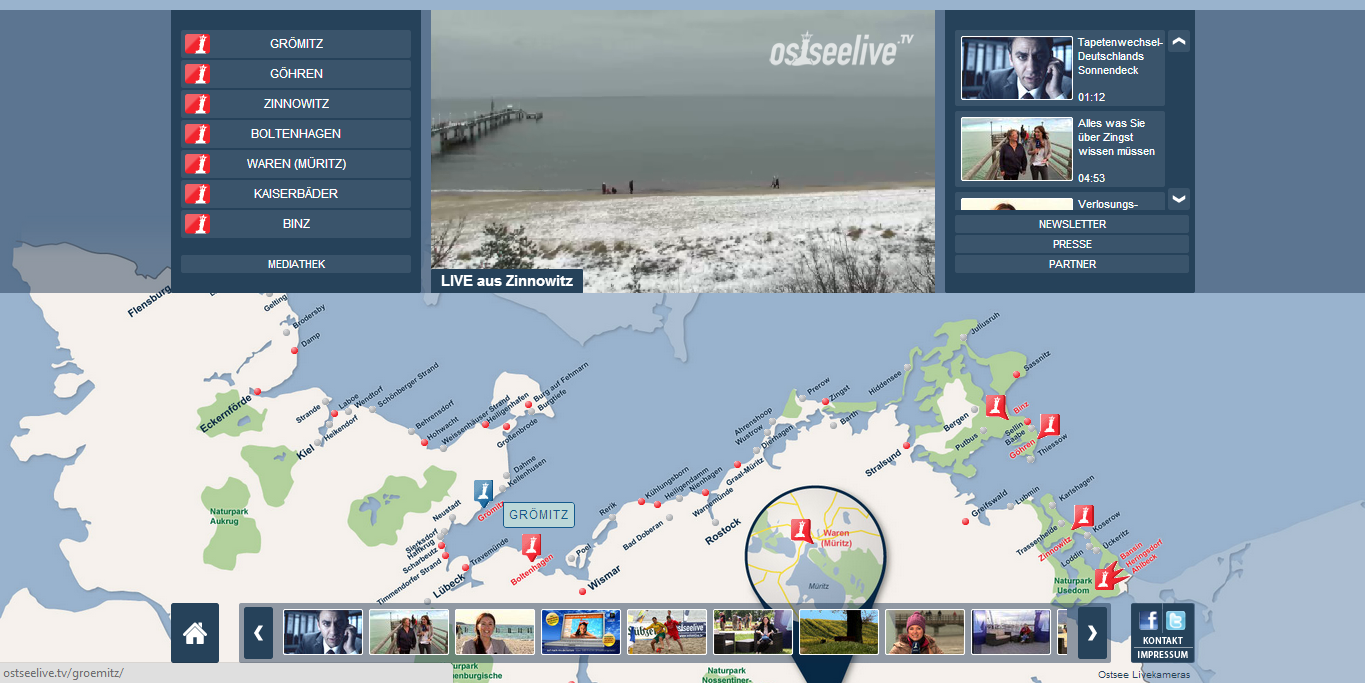 GRÖMITZ
GÖHREN
ZINNOWITZ
BOLTENHAGEN
WAREN (MÜRITZ)
KAISERBÄDER
BINZ
MEDIATHEK
ostseelive.TV
LIVE aus Zinnowitz
Tapetenwechsel-
Deutschlands
Sonnendeck
01:12
Alles was Sie
über Zingst
wissen müssen
04:53
Verlosungs-
NEWSLETTER
PRESSE
PARTNER
Flensburg
Gelting
Brodersby
Damp
Eckernförde
Strande
Laboe
Wendtorf
Schönberger Strand
Heikendorf
Kiel
Behrensdorf
Hohwacht
Weissenhäuser Strand
Heiligenhafen
Burg auf Fehmarn
Burgtiefe
Großenbrode
Dahme
Kellenhusen
Grömitz
GRÖMITZ
Neustadt
Sierksdorf
Haffkrug
Scharbeutz
Timmendorfer Strand
Travemünde
Lübeck
Boltenhagen
Poel
Wismar
Rerik
Kühlungsborn
Heiligendamm
Nienhagen
Bad Doberan
Warnemünde
Rostock
Graal-Müritz
Ahrenshoop
Wustrow
Dierhagen
Prerow
Zingst
Barth
Hiddensee
Stralsund
Juliusruh
Sassnitz
Bergen
Binz
Putbus
Sellin
Baabe
Göhren
Thiessow
Greifswald
Lubmin
Karlshagen
Trassenheide
Zinnowitz
Koserow
Loddin
Ückeritz
Bansin
Heringsdorf
Ahlbeck
Naturpark
Usedom
Naturpark
Aukrug
Waren
(Müritz)
Müritz
ostseelive
KONTAKT
IMPRESSUM
ostseelive.tv/groemitz/
Naturpark
Nossentiner-
Ostsee Livekameras